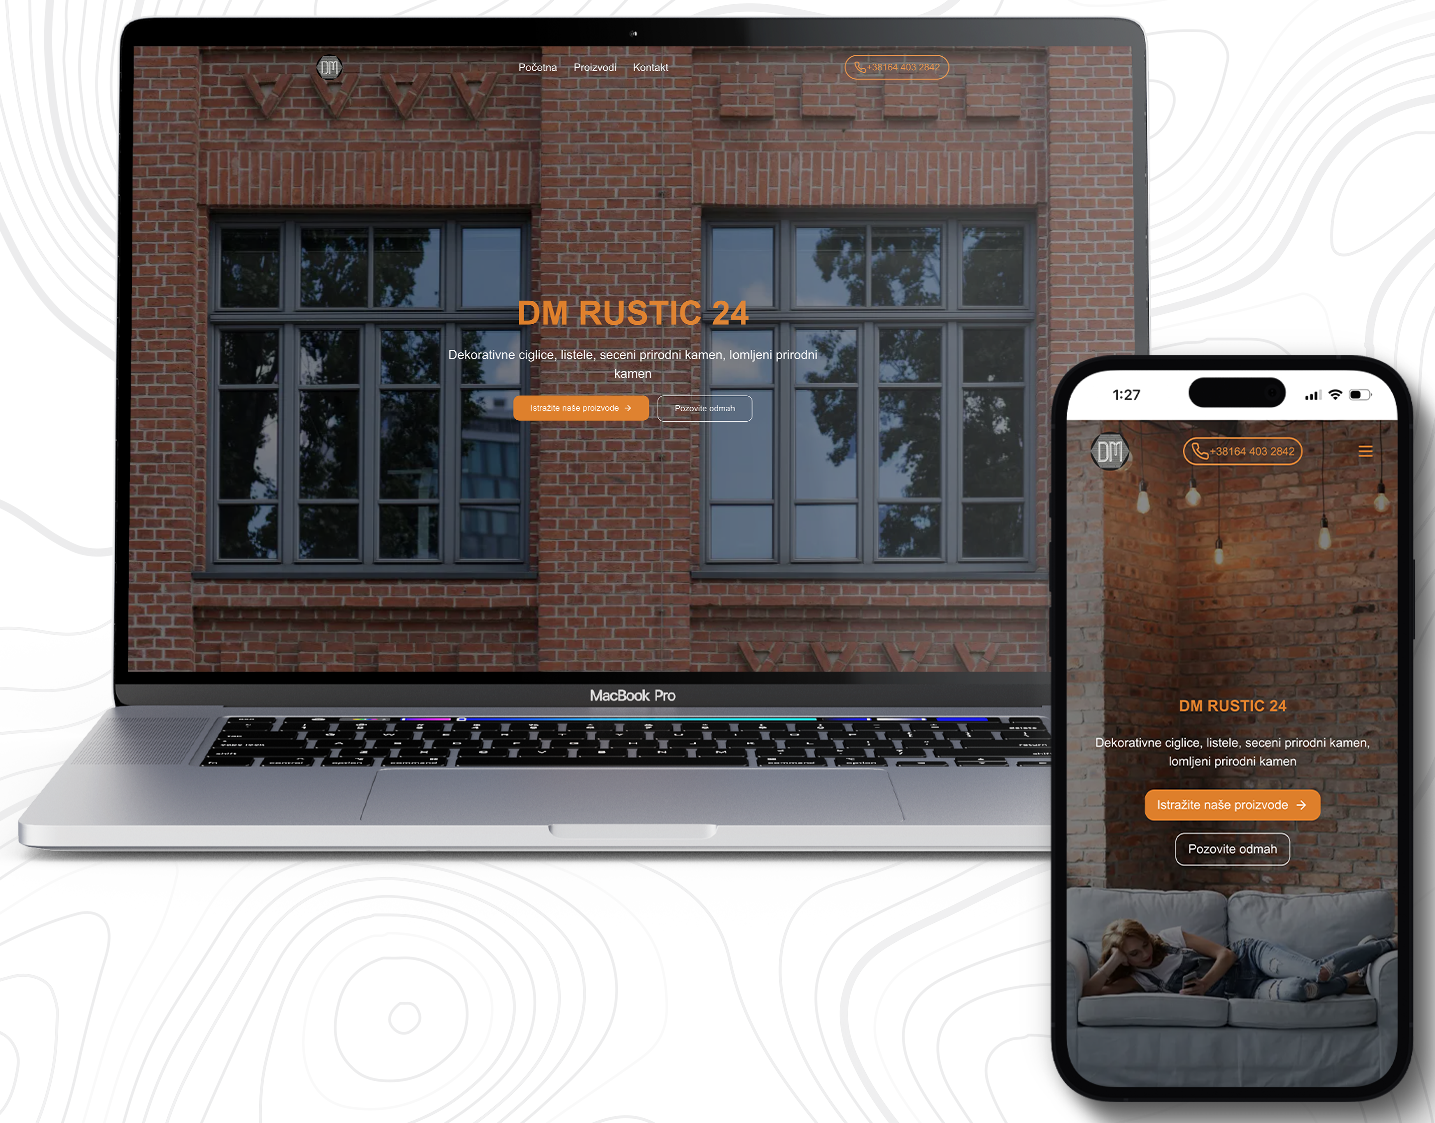 DM
Početna Proizvodi Kontakt
+38164 403 2842
DM RUSTIC 24
Dekorativne ciglice, listele, seceni prirodni kamen, lomljeni prirodni
kamen
Istražite naše proizvode →
Pozovite odmah
MacBook Pro
1:27
DM
+38164 403 2842
DM RUSTIC 24
Dekorativne ciglice, listele, seceni prirodni kamen,
lomljeni prirodni kamen
Istražite naše proizvode →
Pozovite odmah